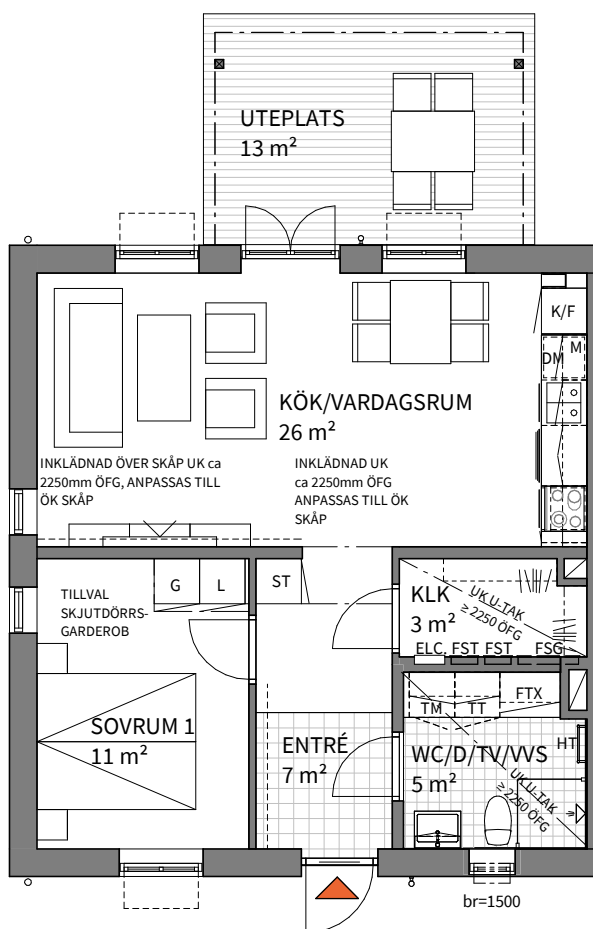 UTEPLATS
13 m²
K/F
DM
M
KÖK/VARDAGSRUM
26 m²
INKLÄDNAD ÖVER SKÅP UK ca
2250mm ÖFG, ANPASSAS TILL
ÖK SKÅP
INKLÄDNAD UK
ca 2250mm ÖFG
ANPASSAS TILL ÖK
SKÅP
TILLVAL
SKJUTDÖRRS-
GARDEROB
G
L
ST
KLK
3 m²
UK U-TAK
≥ 2250 ÖFG
ELC. FST FST FSG
TM
TT
FTX
SOVRUM 1
11 m²
ENTRÉ
7 m²
WC/D/TV/VVS
5 m²
HT
UK U-TAK
≥ 2250 ÖFG
br=1500